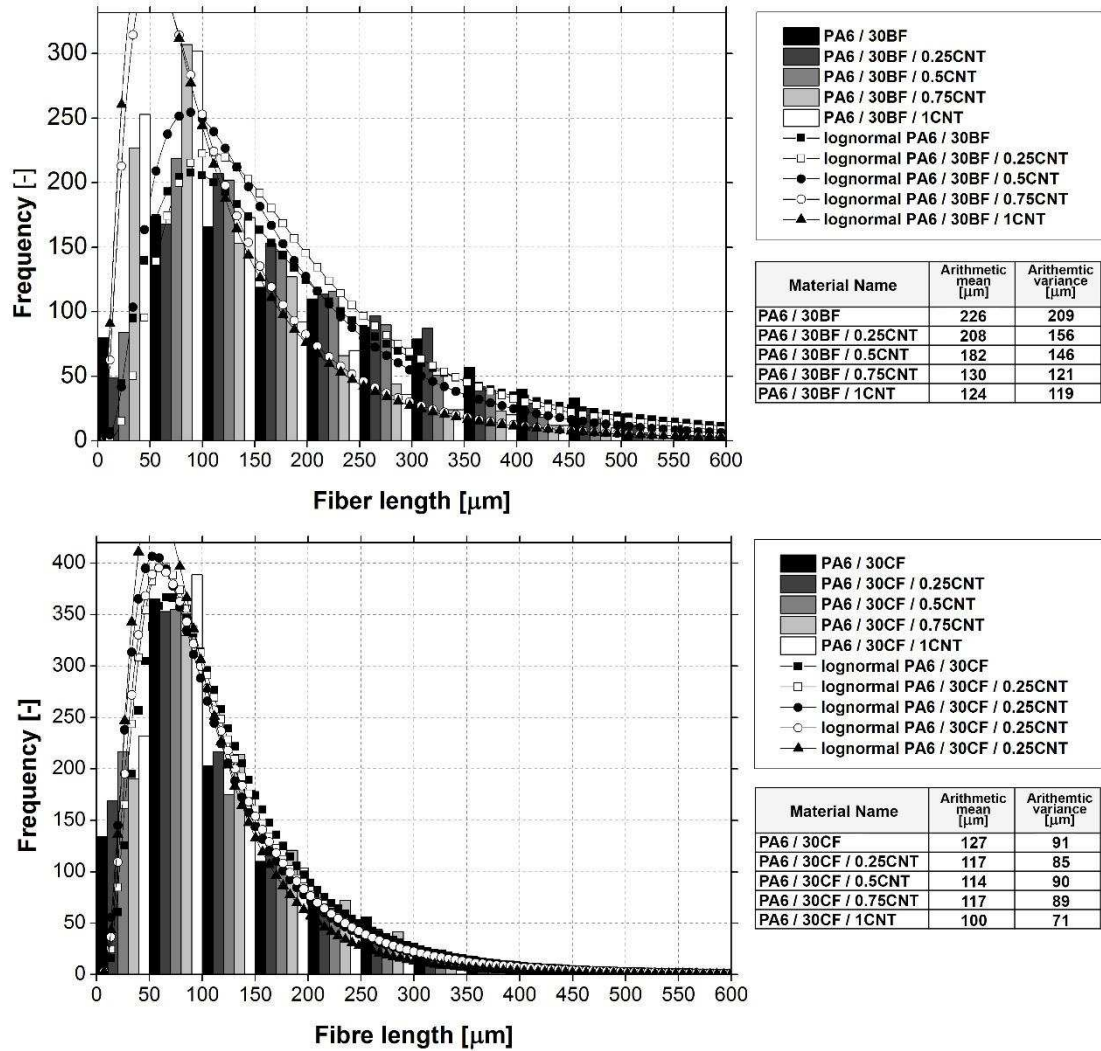 300
250
200
150
100
50
0
Frequency [-]
0 50 100 150 200 250 300 350 400 450 500 550 600
Fiber length [μm]
PA6 / 30BF
PA6 / 30BF / 0.25CNT
PA6 / 30BF / 0.5CNT
PA6 / 30BF / 0.75CNT
PA6 / 30BF / 1CNT
lognormal PA6 / 30BF
lognormal PA6 / 30BF / 0.25CNT
lognormal PA6 / 30BF / 0.5CNT
lognormal PA6 / 30BF / 0.75CNT
lognormal PA6 / 30BF / 1CNT
Material Name Arithmetic mean [μm] Arithemtic variance [μm]
PA6 / 30BF 226 209
PA6 / 30BF / 0.25CNT 208 156
PA6 / 30BF / 0.5CNT 182 146
PA6 / 30BF / 0.75CNT 130 121
PA6 / 30BF / 1CNT 124 119
400
350
300
250
200
150
100
50
0
Frequency [-]
0 50 100 150 200 250 300 350 400 450 500 550 600
Fibre length [μm]
PA6 / 30CF
PA6 / 30CF / 0.25CNT
PA6 / 30CF / 0.5CNT
PA6 / 30CF / 0.75CNT
PA6 / 30CF / 1CNT
lognormal PA6 / 30CF
lognormal PA6 / 30CF / 0.25CNT
lognormal PA6 / 30CF / 0.25CNT
lognormal PA6 / 30CF / 0.25CNT
lognormal PA6 / 30CF / 0.25CNT
Material Name Arithmetic mean [μm] Arithemtic variance [μm]
PA6 / 30CF 127 91
PA6 / 30CF / 0.25CNT 117 85
PA6 / 30CF / 0.5CNT 114 90
PA6 / 30CF / 0.75CNT 117 89
PA6 / 30CF / 1CNT 100 71